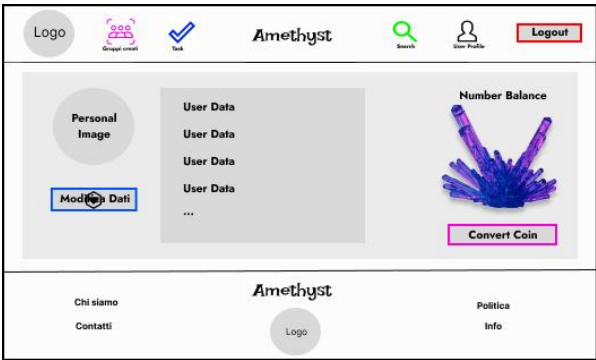 Logo
Gruppi creati
Task
Amethyst
Search
User Profile
Logout
Personal
Image
Modifica Dati
User Data
User Data
User Data
User Data
...
Number Balance
Convert Coin
Chi siamo
Contatti
Amethyst
Logo
Politica
Info